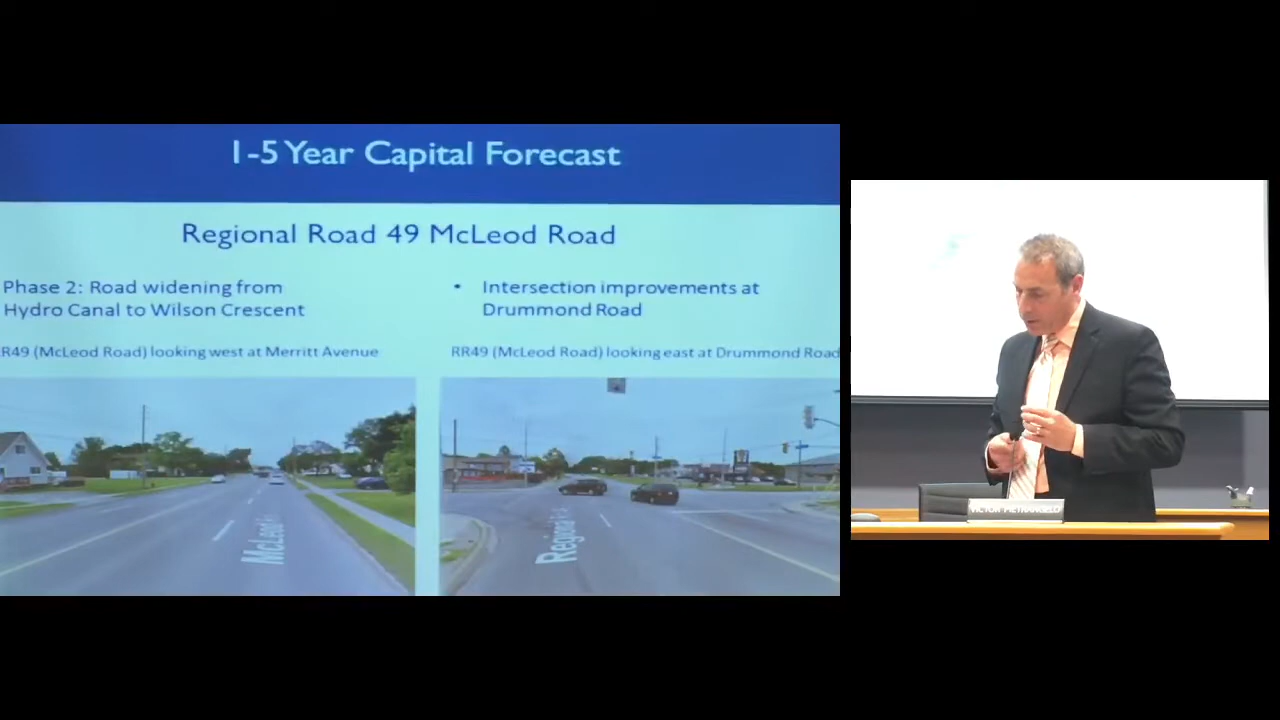 1-5 Year Capital Forecast
Regional Road 49 McLeod Road
Phase 2: Road widening from
Hydro Canal to Wilson Crescent
• Intersection improvements at
Drummond Road
R49 (McLeod Road) looking west at Merritt Avenue
RR49 (McLeod Road) looking east at Drummond Road
McLeod
Regional
VICTOR PIETRANGELO